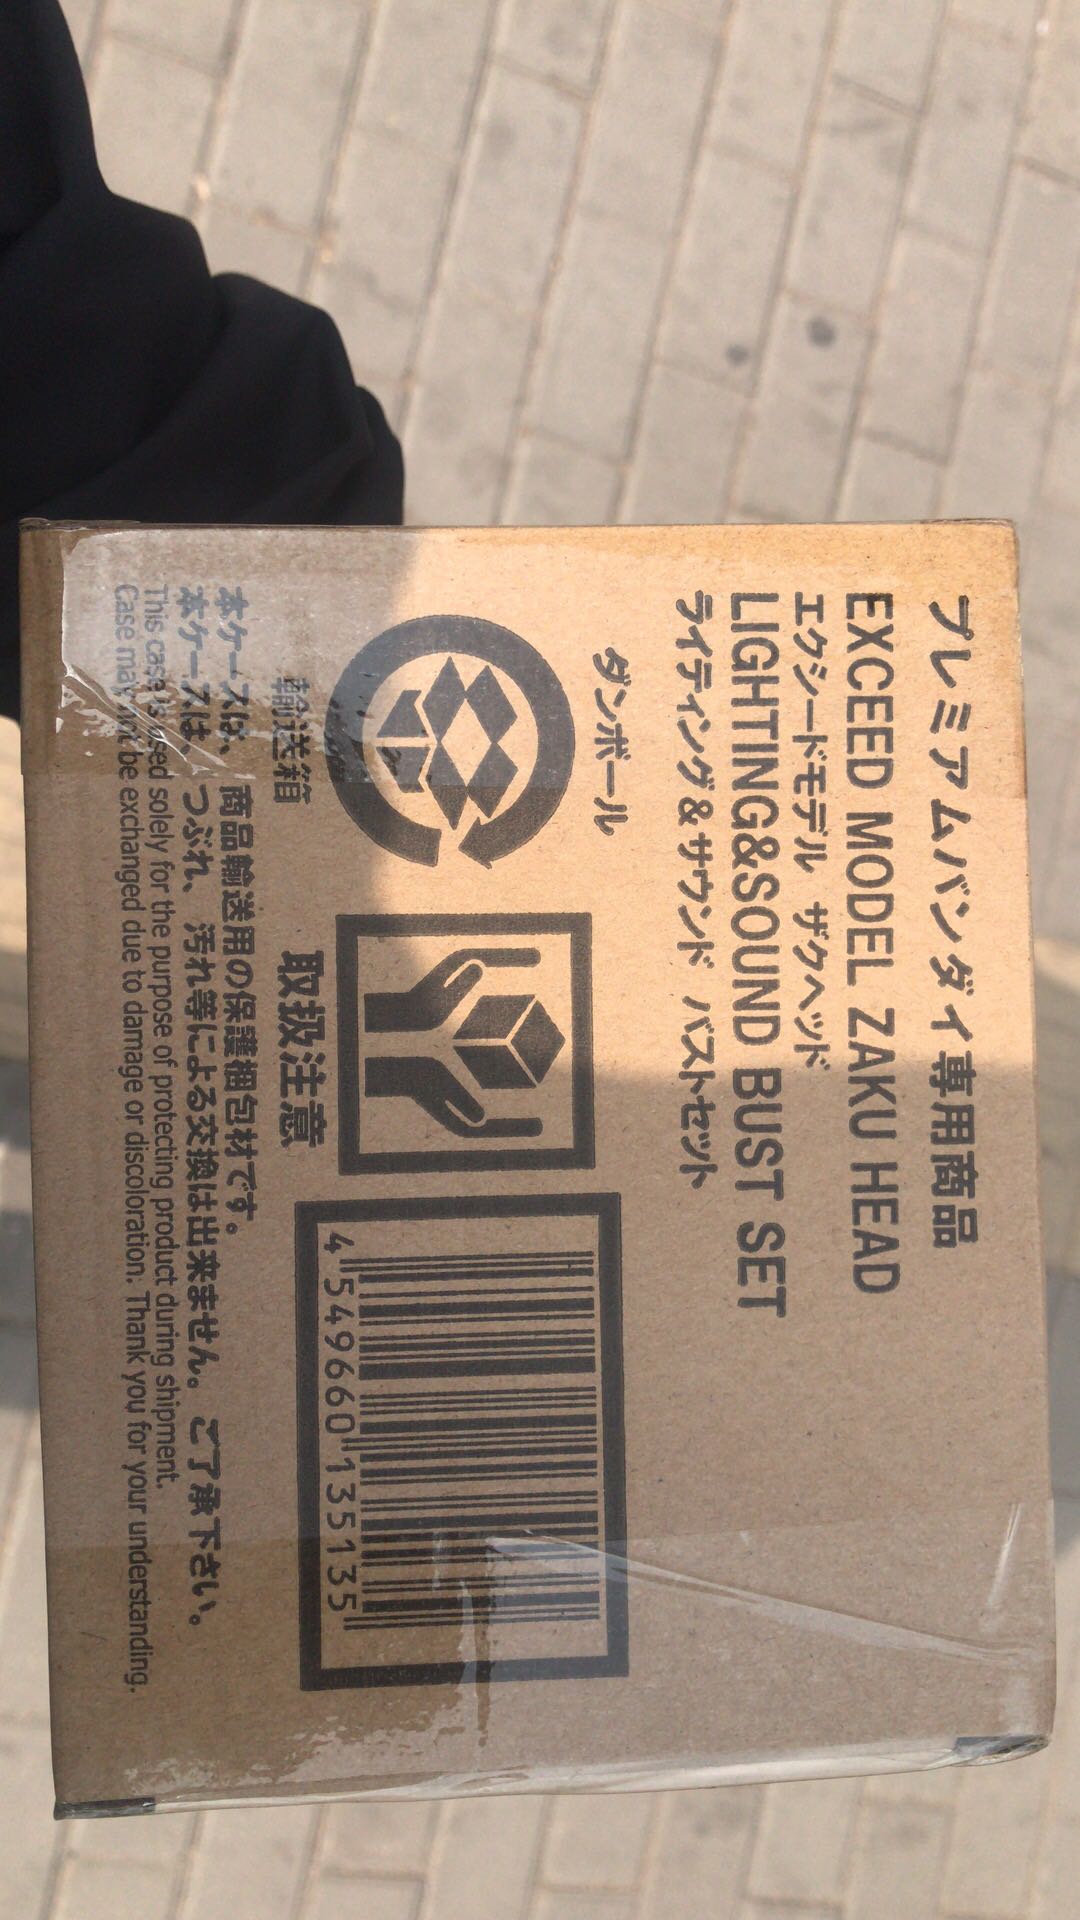 プレミアムバンダイ専用商品
EXCEED MODEL ZAKU HEAD
エクシードモデル ザクヘッド
LIGHTING&SOUND BUST SET
ライティング&サウンド バストセット
ダンボール
輸送箱
取扱注意
4549660135135
本ケースは、商品輸送用の保護梱包材です。
本ケースは、つぶれ、汚れ等による交換は出来ません。ご了承下さい。
This case is used solely for the purpose of protecting product during shipment.
Case may not be exchanged due to damage or discoloration. Thank you for your understanding.